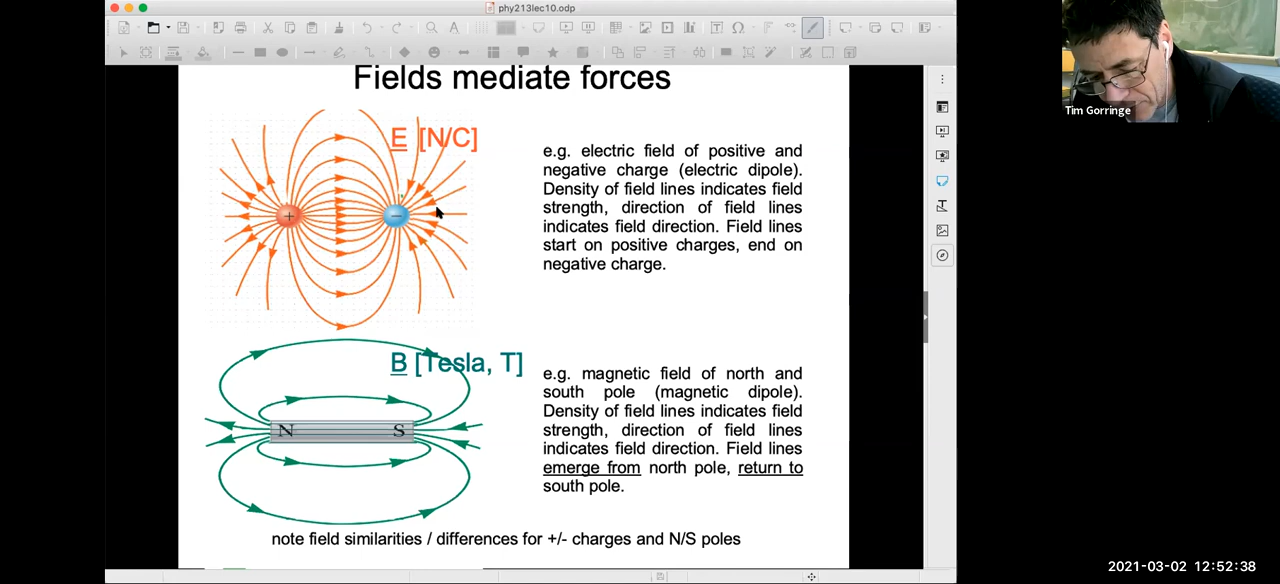 phy213lec10.odp
Fields mediate forces
E [N/C]
+
−
e.g. electric field of positive and
negative charge (electric dipole).
Density of field lines indicates field
strength, direction of field lines
indicates field direction. Field lines
start on positive charges, end on
negative charge.
B [Tesla, T]
N
S
e.g. magnetic field of north and
south pole (magnetic dipole).
Density of field lines indicates field
strength, direction of field lines
indicates field direction. Field lines
emerge from north pole, return to
south pole.
note field similarities / differences for +/- charges and N/S poles
Tim Gorringe
2021-03-02 12:52:38